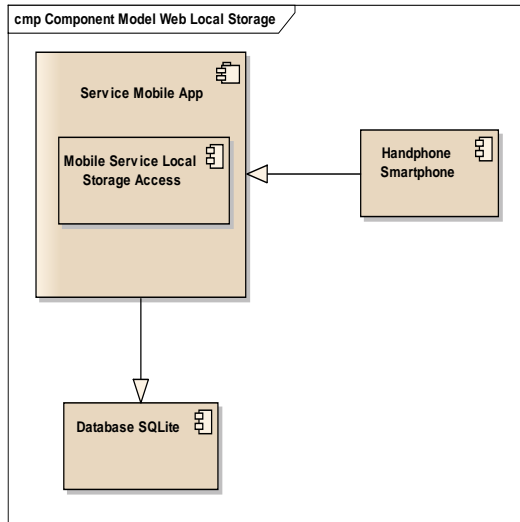 cmp Component Model Web Local Storage
Service Mobile App
Mobile Service Local
Storage Access
Handphone
Smartphone
Database SQLite